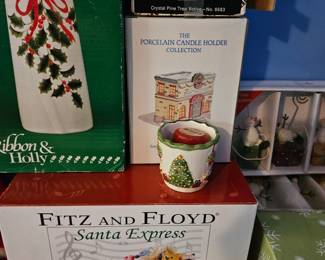 Crystal Pine Tree Votive - No. 6683
THE
PORCELAIN CANDLE HOLDER
COLLECTION
Ribbon &
Holly
FITZ AND FLOYD®
Santa Express